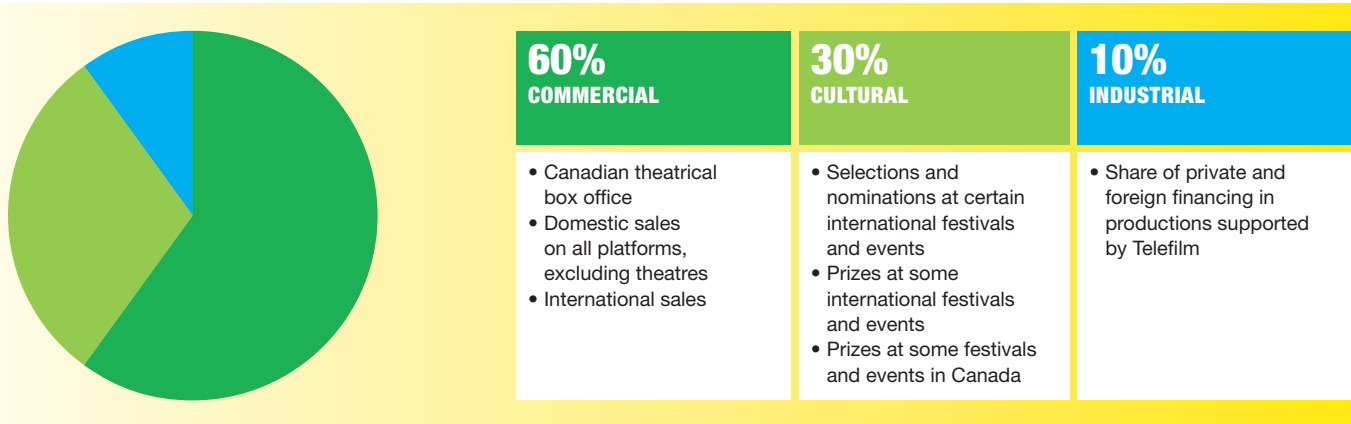 60%
COMMERCIAL
• Canadian theatrical
box office
• Domestic sales
on all platforms,
excluding theatres
• International sales
30%
CULTURAL
• Selections and
nominations at certain
international festivals
and events
• Prizes at some
international festivals
and events
• Prizes at some festivals
and events in Canada
10%
INDUSTRIAL
• Share of private and
foreign financing in
productions supported
by Telefilm